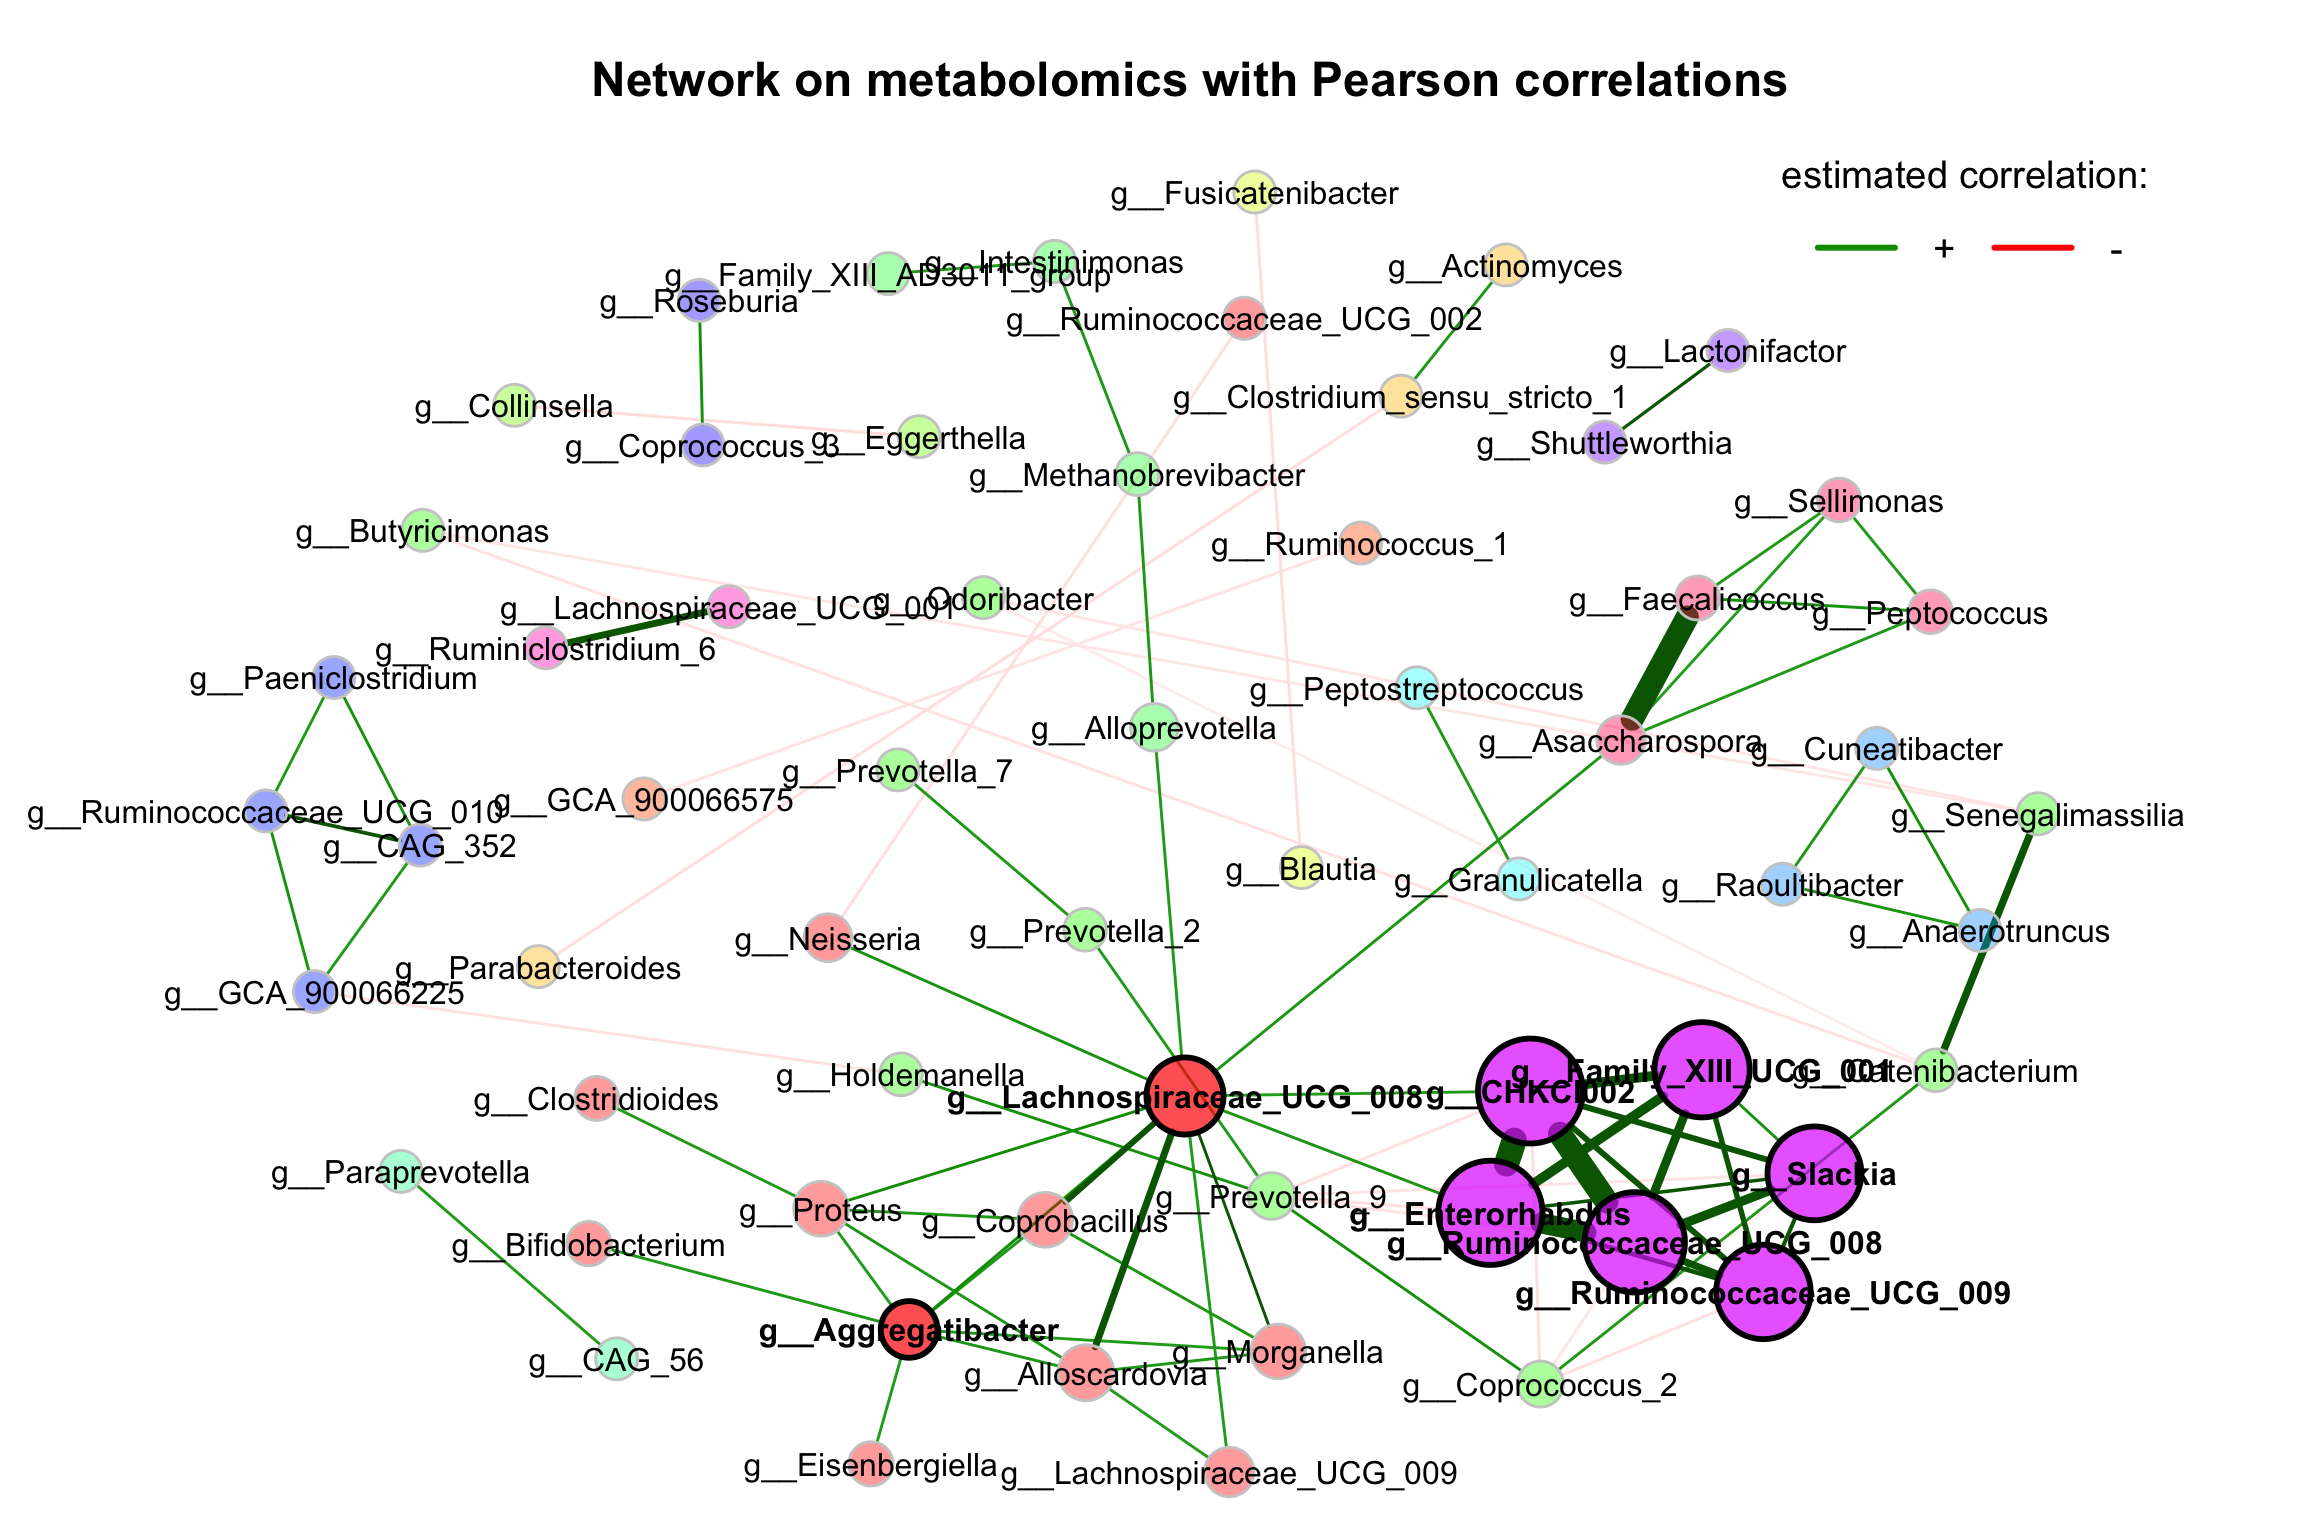 Network on metabolomics with Pearson correlations
estimated correlation:
+ -
g__Fusicatenibacter
g__Intestinimonas
g__Family_XIII_AD3011_group
g__Actinomyces
g__Roseburia
g__Ruminococcaceae_UCG_002
g__Lactonifactor
g__Clostridium_sensu_stricto_1
g__Collinsella
g__Eggerthella
g__Coprococcus_3
g__Shuttleworthia
g__Methanobrevibacter
g__Sellimonas
g__Butyricimonas
g__Ruminococcus_1
g__Odoribacter
g__Faecalicoccus
g__Lachnospiraceae_UCG_001
g__Peptococcus
g__Ruminiclostridium_6
g__Paeniclostridium
g__Peptostreptococcus
g__Alloprevotella
g__Asaccharospora
g__Cuneatibacter
g__Prevotella_7
g__GCA_900066575
g__Ruminococcaceae_UCG_010
g__Senegalimassilia
g__CAG_352
g__Blautia
g__Granulicatella
g__Raoultibacter
g__Neisseria
g__Prevotella_2
g__Anaerotruncus
g__Parabacteroides
g__GCA_900066225
g__Family_XIII_UCG_001
g__Catenibacterium
g__Holdemanella
g__CHKCI002
g__Lachnospiraceae_UCG_008
g__Clostridioides
g__Paraprevotella
g__Slackia
g__Prevotella_9
g__Proteus
g__Coprobacillus
g__Enterorhabdus
g__Bifidobacterium
g__Ruminococcaceae_UCG_008
g__Ruminococcaceae_UCG_009
g__Aggregatibacter
g__Morganella
g__CAG_56
g__Alloscardovia
g__Coprococcus_2
g__Eisenbergiella
g__Lachnospiraceae_UCG_009